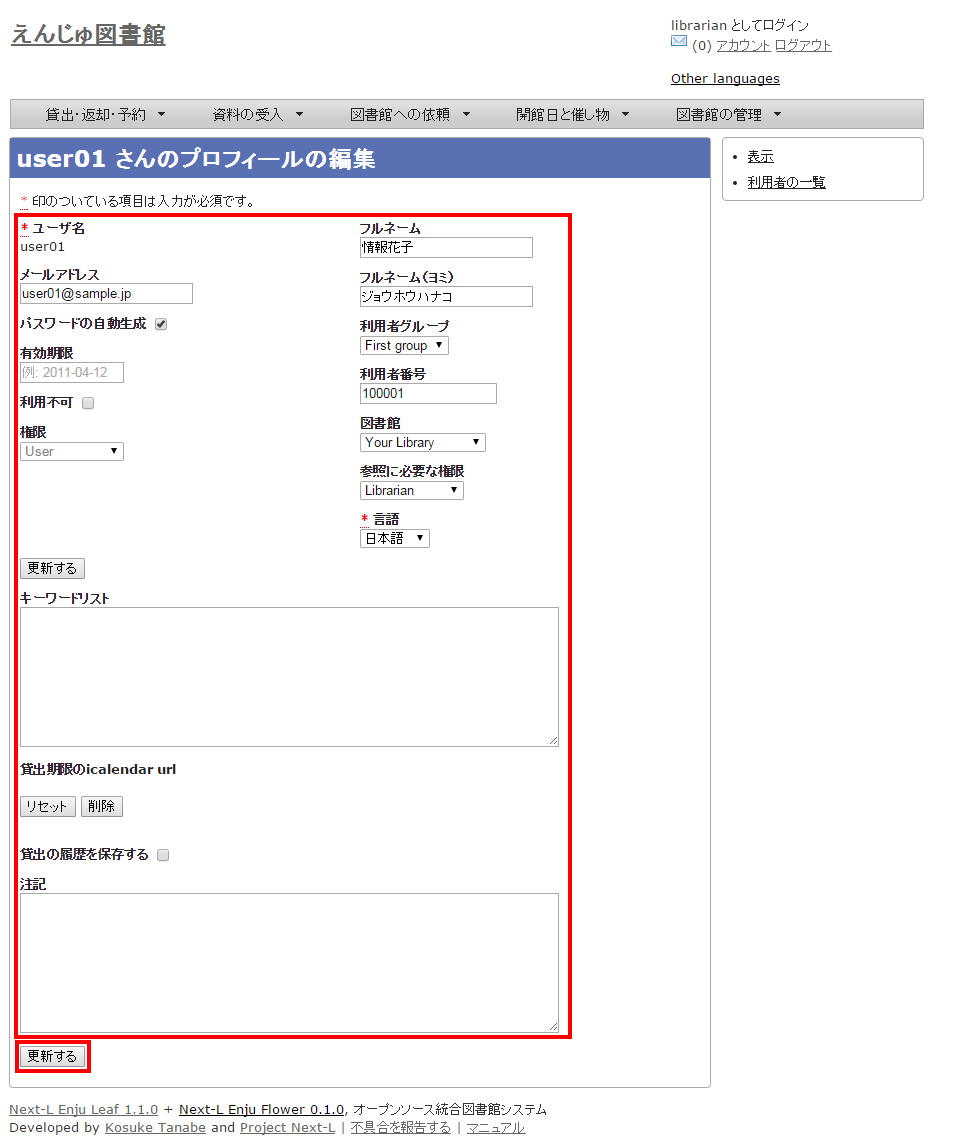 えんじゅ図書館
librarian としてログイン
(0) アカウント ログアウト
Other languages
貸出・返却・予約 ▼ 資料の受入 ▼ 図書館への依頼 ▼ 開館日と催し物 ▼ 図書館の管理 ▼
user01 さんのプロフィールの編集
• 表示
• 利用者の一覧
* 印のついている項目は入力が必須です。
* ユーザ名
user01
メールアドレス
user01@sample.jp
パスワードの自動生成
有効期限
例: 2011-04-12
利用不可
権限
User
フルネーム
情報花子
フルネーム(ヨミ)
ジョウホウハナコ
利用者グループ
First group
利用者番号
100001
図書館
Your Library
参照に必要な権限
Librarian
* 言語
日本語
更新する
キーワードリスト
貸出期限のicalendar url
リセット 削除
貸出の履歴を保存する
注記
更新する
Next-L Enju Leaf 1.1.0 + Next-L Enju Flower 0.1.0, オープンソース統合図書館システム
Developed by Kosuke Tanabe and Project Next-L | 不具合を報告する | マニュアル